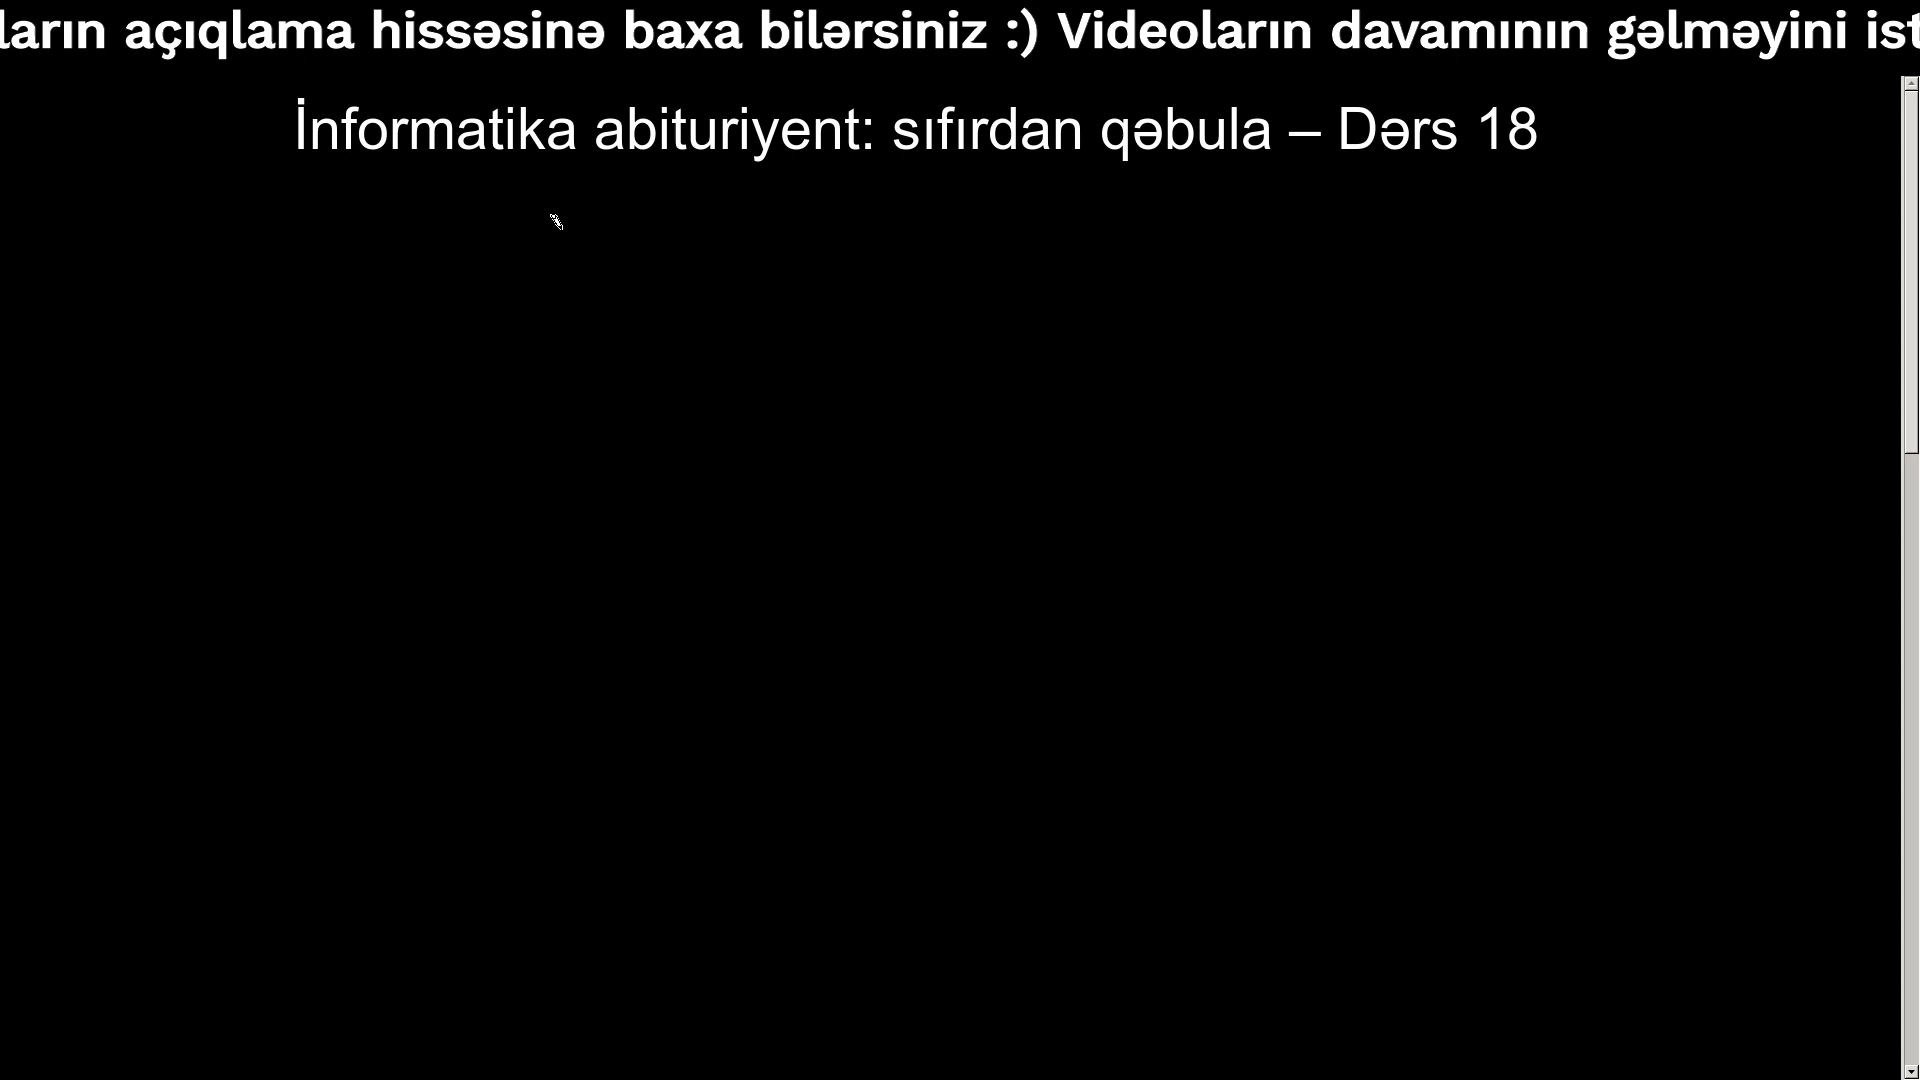 ların açıqlama hissəsinə baxa bilərsiniz :) Videoların davamının gəlməyini ist
İnformatika abituriyent: sıfırdan qəbula – Dərs 18